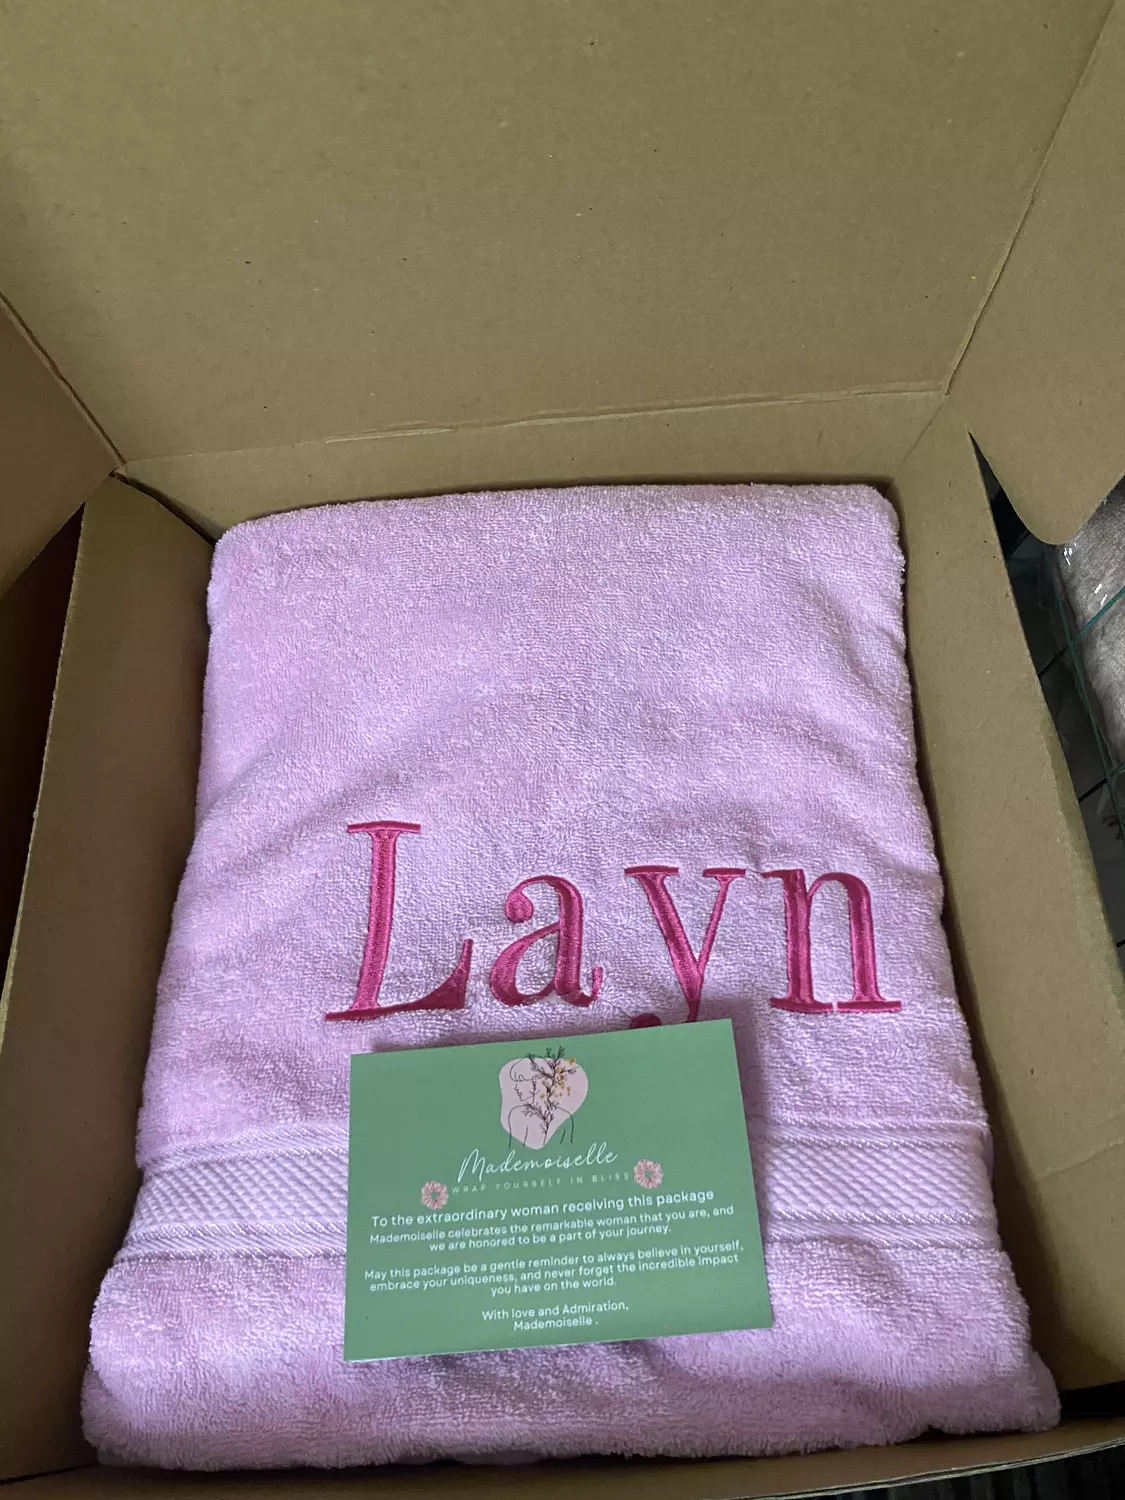 Layn
Mademoiselle
WRAP YOURSELF IN BLISS
To the extraordinary woman receiving this package
Mademoiselle celebrates the remarkable woman that you are, and
we are honored to be a part of your journey.
May this package be a gentle reminder to always believe in yourself,
embrace your uniqueness, and never forget the incredible impact
you have on the world.
With love and Admiration,
Mademoiselle .